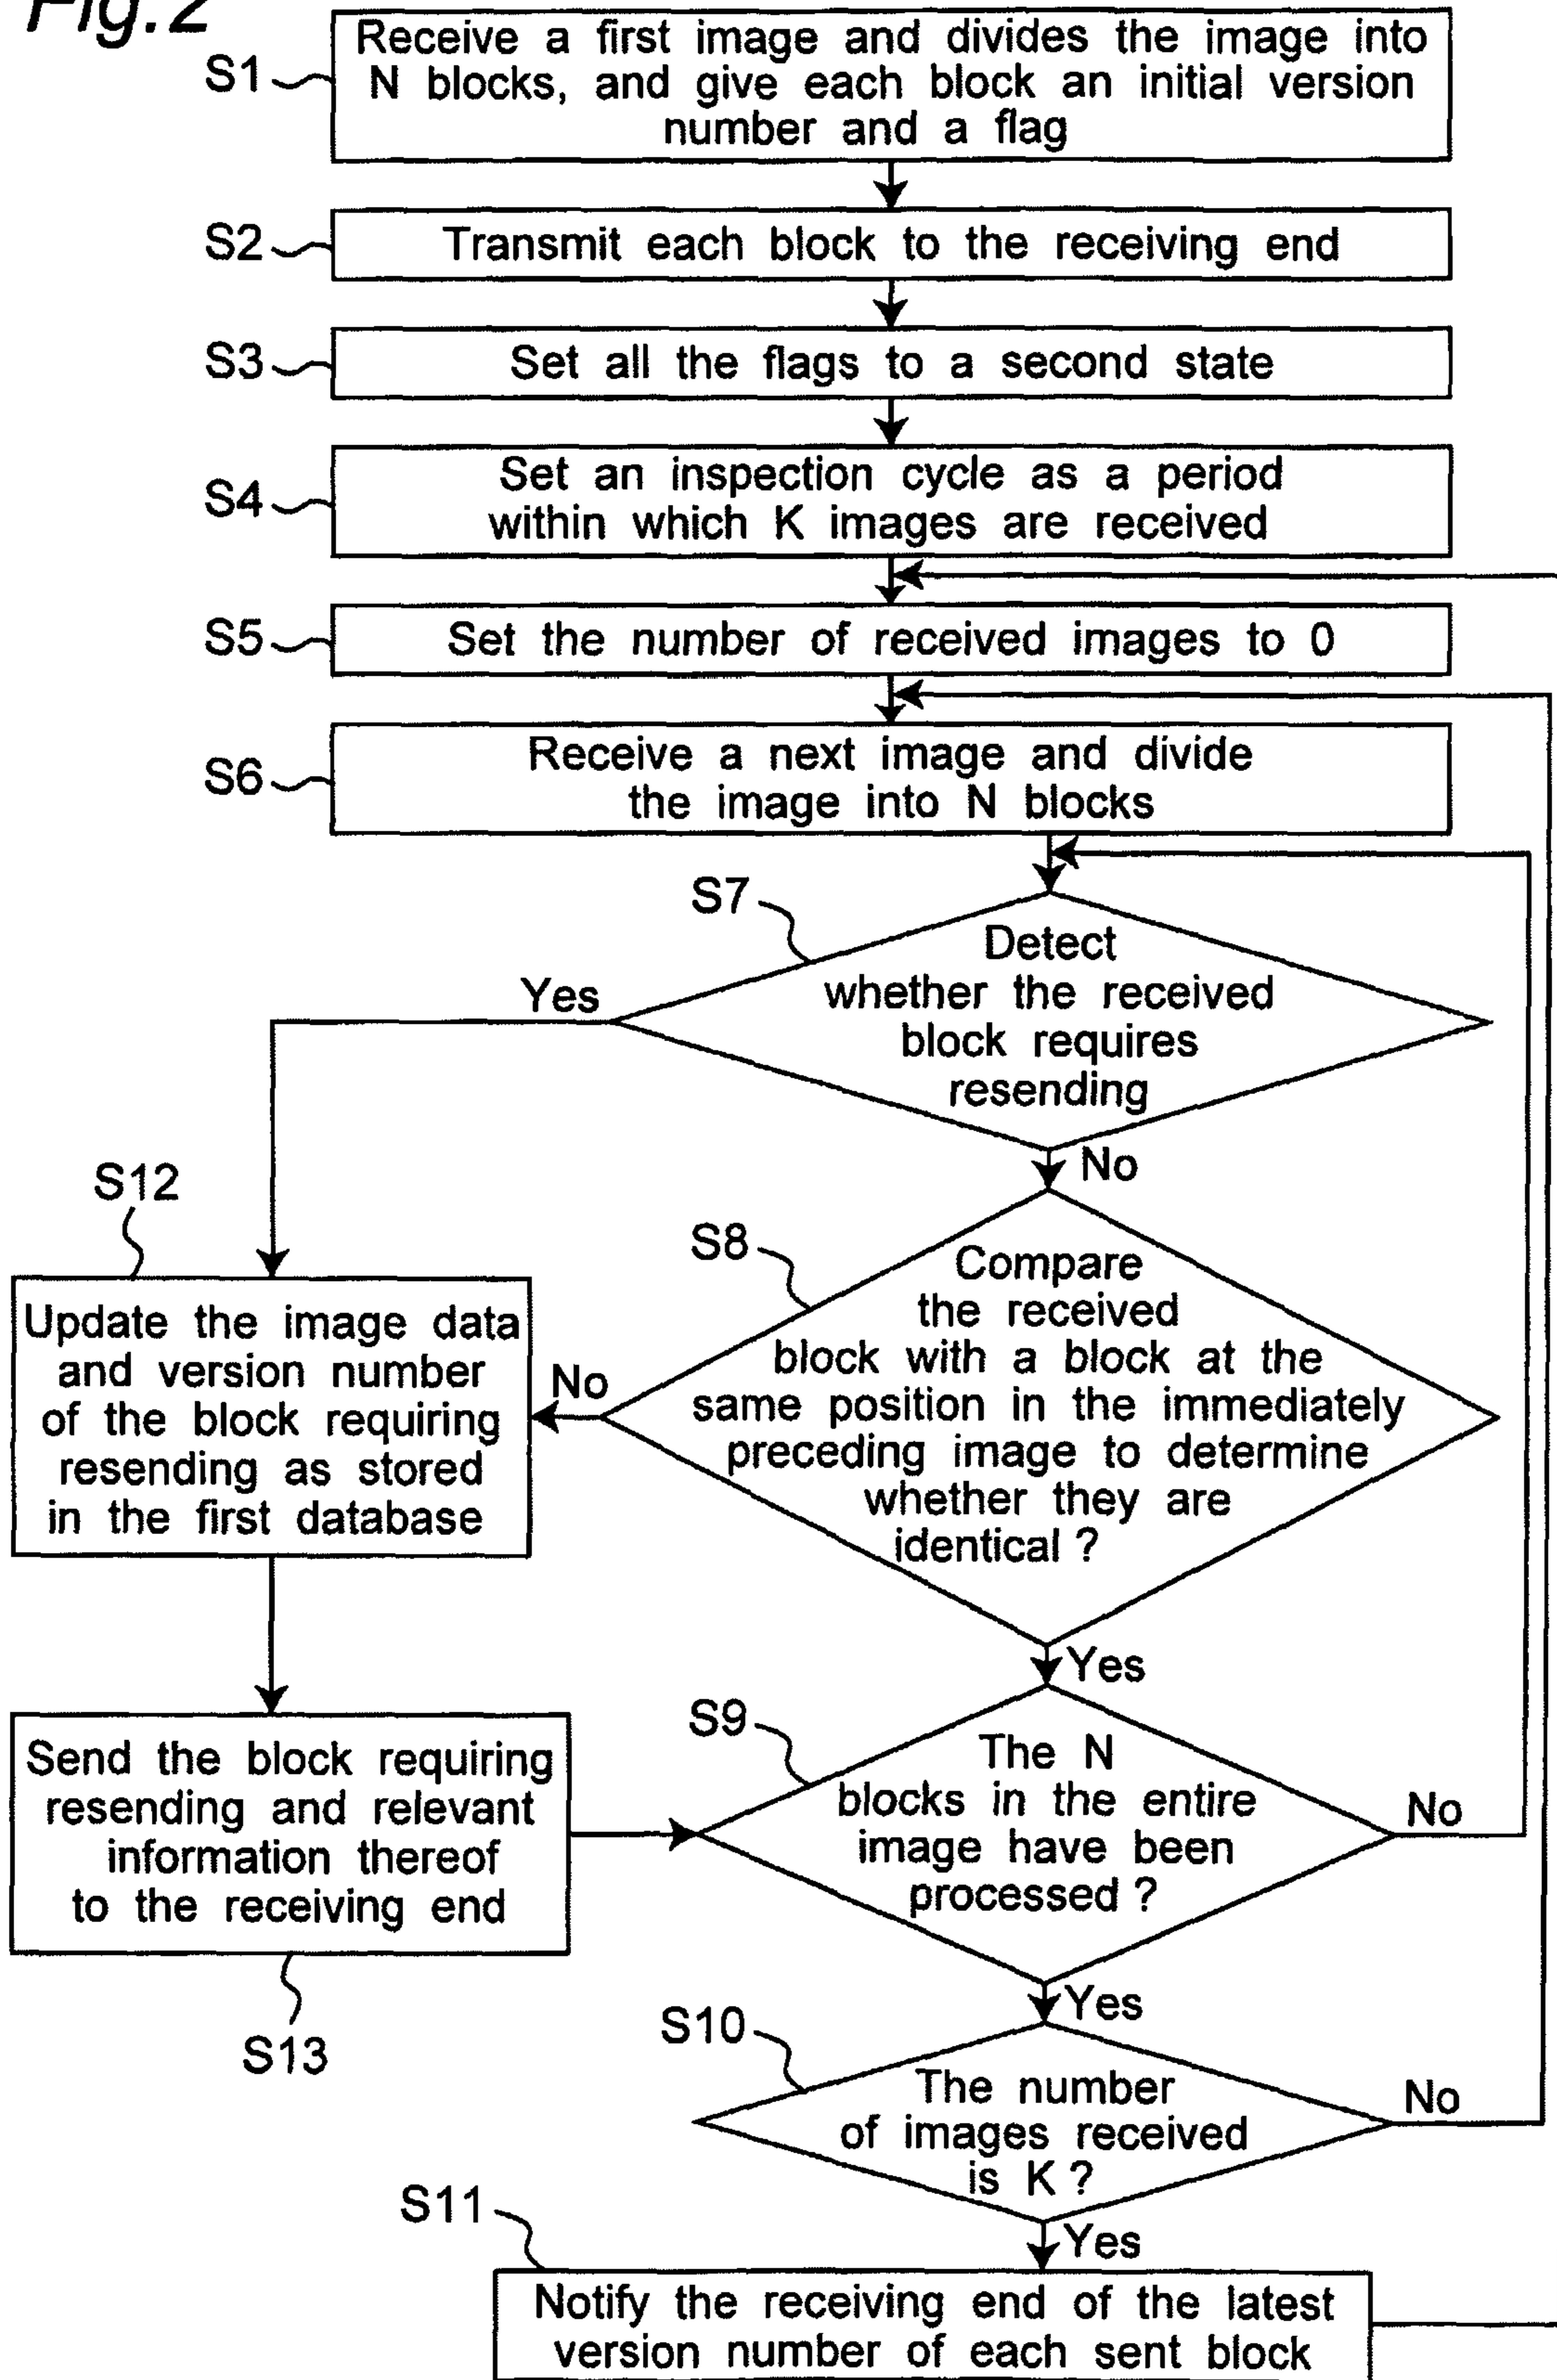 Fig.2
S1
Receive a first image and divides the image into
N blocks, and give each block an initial version
number and a flag
S2
Transmit each block to the receiving end
S3
Set all the flags to a second state
S4
Set an inspection cycle as a period
within which K images are received
S5
Set the number of received images to 0
S6
Receive a next image and divide
the image into N blocks
S7
Detect
whether the received
block requires
resending
Yes
No
S12
Update the image data
and version number
of the block requiring
resending as stored
in the first database
S8
Compare
the received
block with a block at the
same position in the immediately
preceding image to determine
whether they are
identical ?
No
Yes
Send the block requiring
resending and relevant
information thereof
to the receiving end
S13
S9
The N
blocks in the entire
image have been
processed ?
No
Yes
S10
The number
of images received
is K ?
No
Yes
S11
Notify the receiving end of the latest
version number of each sent block